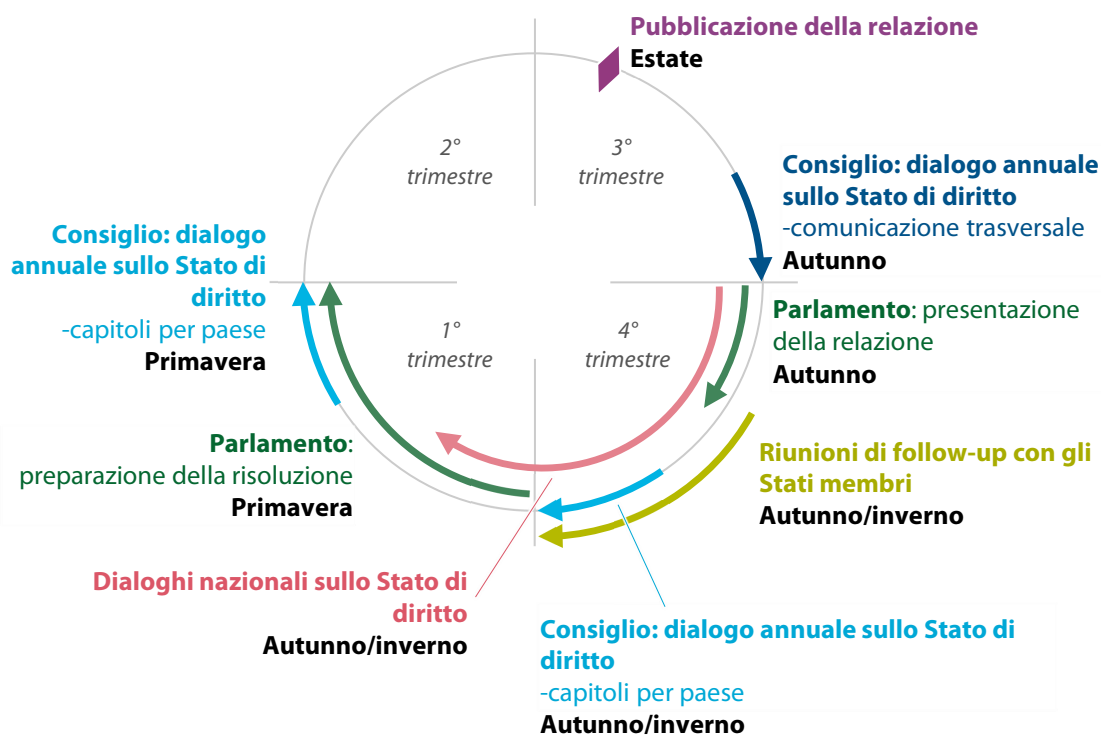 Pubblicazione della relazione
Estate
2°
trimestre
3°
trimestre
Consiglio: dialogo annuale
sullo Stato di diritto
-comunicazione trasversale
Autunno
Consiglio: dialogo
annuale sullo Stato di
diritto
-capitoli per paese
Primavera
1°
trimestre
4°
trimestre
Parlamento: presentazione
della relazione
Autunno
Parlamento:
preparazione della risoluzione
Primavera
Riunioni di follow-up con gli
Stati membri
Autunno/inverno
Dialoghi nazionali sullo Stato di
diritto
Autunno/inverno
Consiglio: dialogo annuale sullo Stato di
diritto
-capitoli per paese
Autunno/inverno